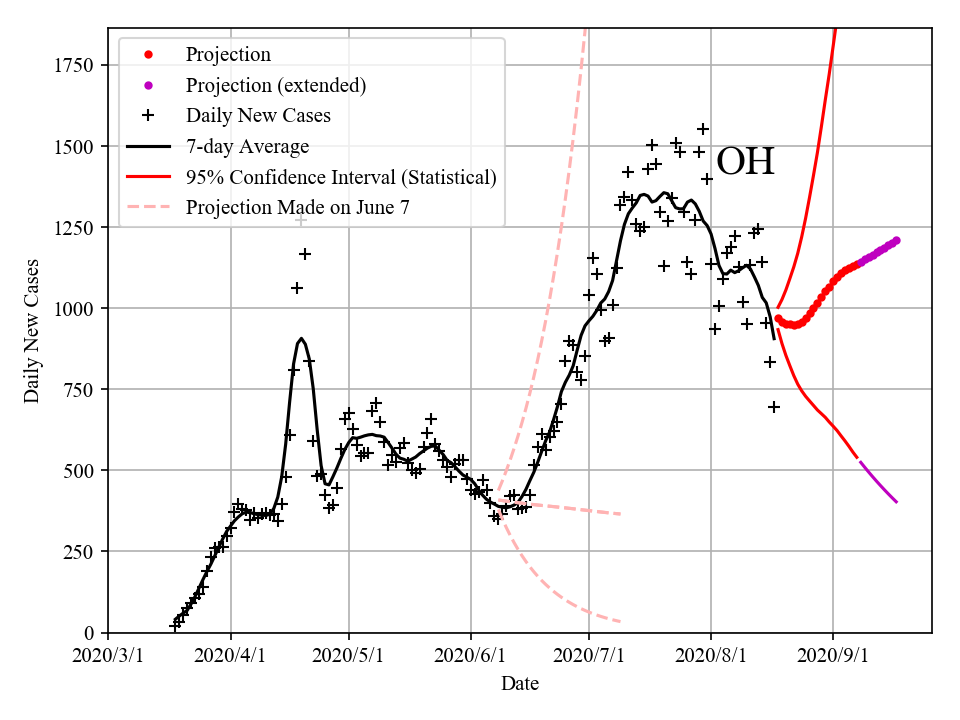 Projection
Projection (extended)
Daily New Cases
7-day Average
95% Confidence Interval (Statistical)
Projection Made on June 7
OH
Daily New Cases
1750
1500
1250
1000
750
500
250
0
2020/3/1 2020/4/1 2020/5/1 2020/6/1 2020/7/1 2020/8/1 2020/9/1
Date